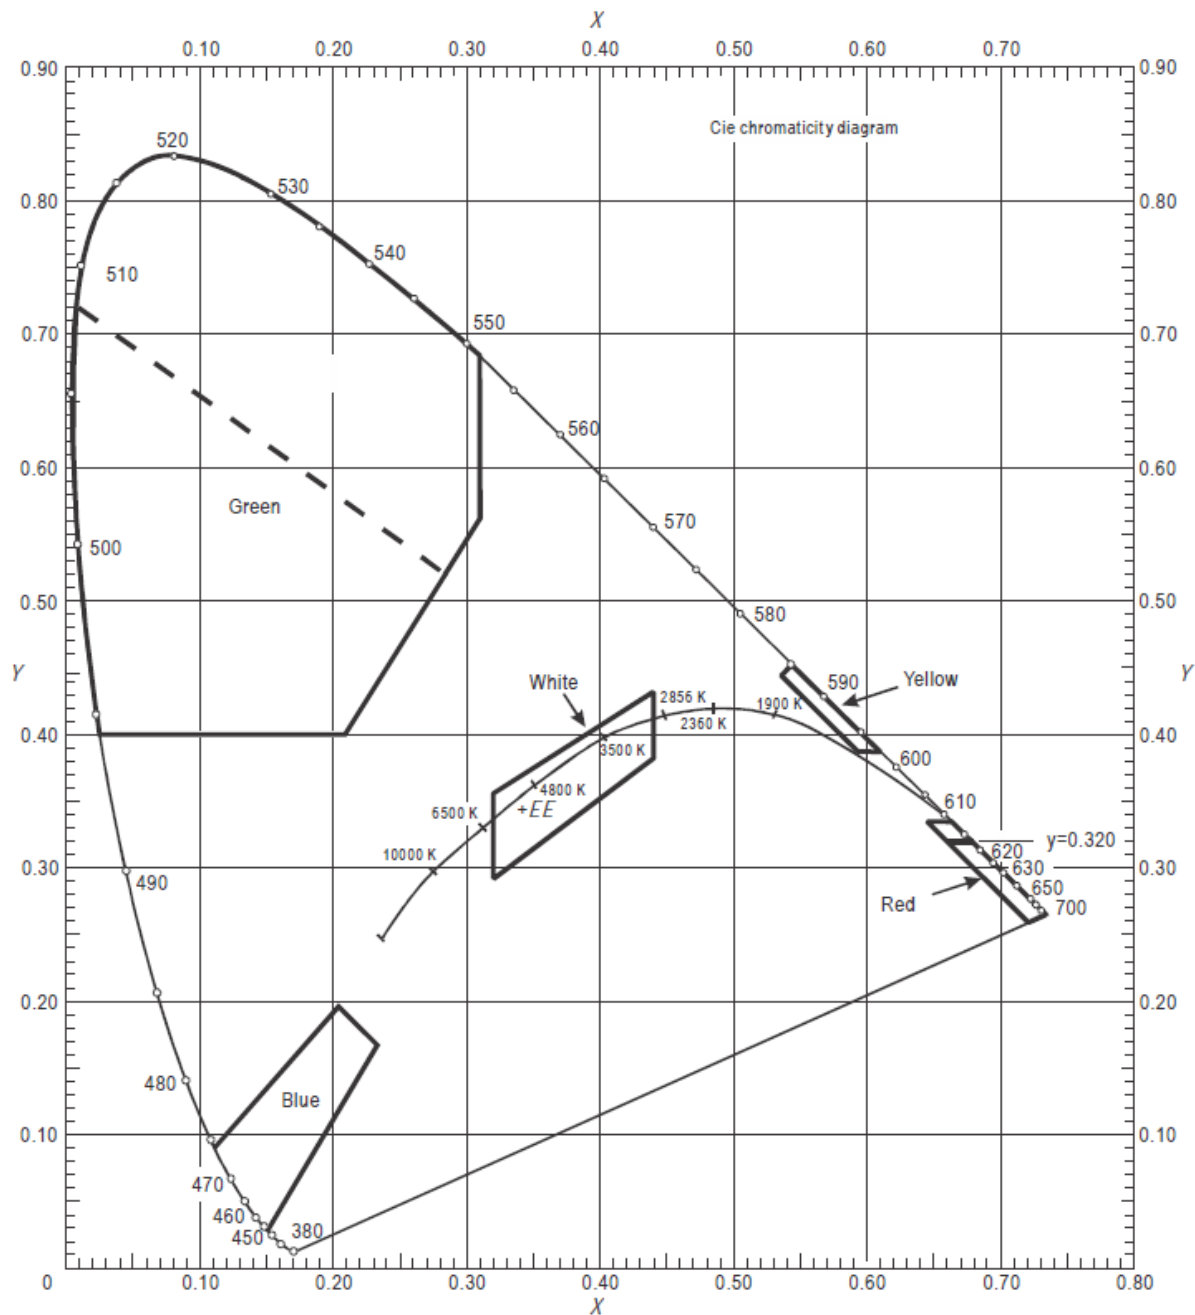 X
0.10 0.20 0.30 0.40 0.50 0.60 0.70
0.90 0.90
Cie chromaticity diagram
520
530
0.80 0.80
540
510
550
0.70 0.70
560
0.60 0.60
Green
570
500
0.50 0.50
580
Y Y
White
590
Yellow
2856 K
1900 K
2360 K
0.40 0.40
3500 K
600
4800 K
+EE
6500 K
610
y=0.320
620
10000 K
0.30 0.30
630
490
650
Red
700
0.20 0.20
480
Blue
0.10 0.10
470
460
450
380
0 0.10 0.20 0.30 0.40 0.50 0.60 0.70 0.80
X